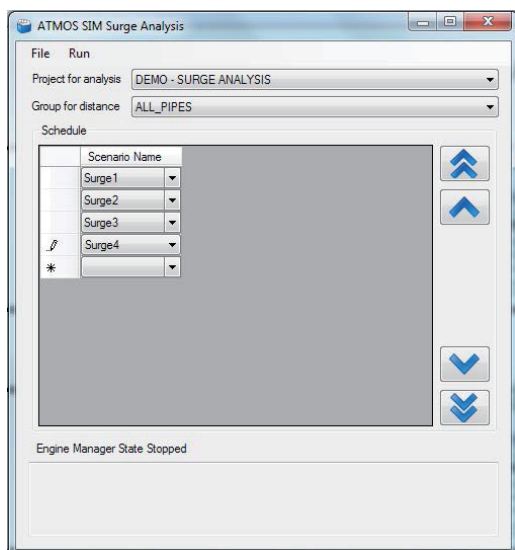 ATMOS SIM Surge Analysis
File Run
Project for analysis DEMO - SURGE ANALYSIS
Group for distance ALL_PIPES
Schedule
Scenario Name
Surge1
Surge2
Surge3
Surge4
Engine Manager State Stopped